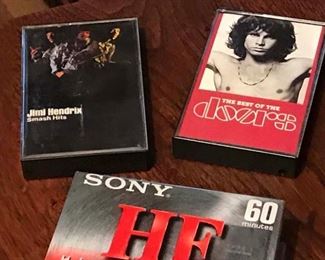 Jimi Hendrix
Smash Hits
THE BEST OF THE
DOORS
SONY
60
minutes
HF